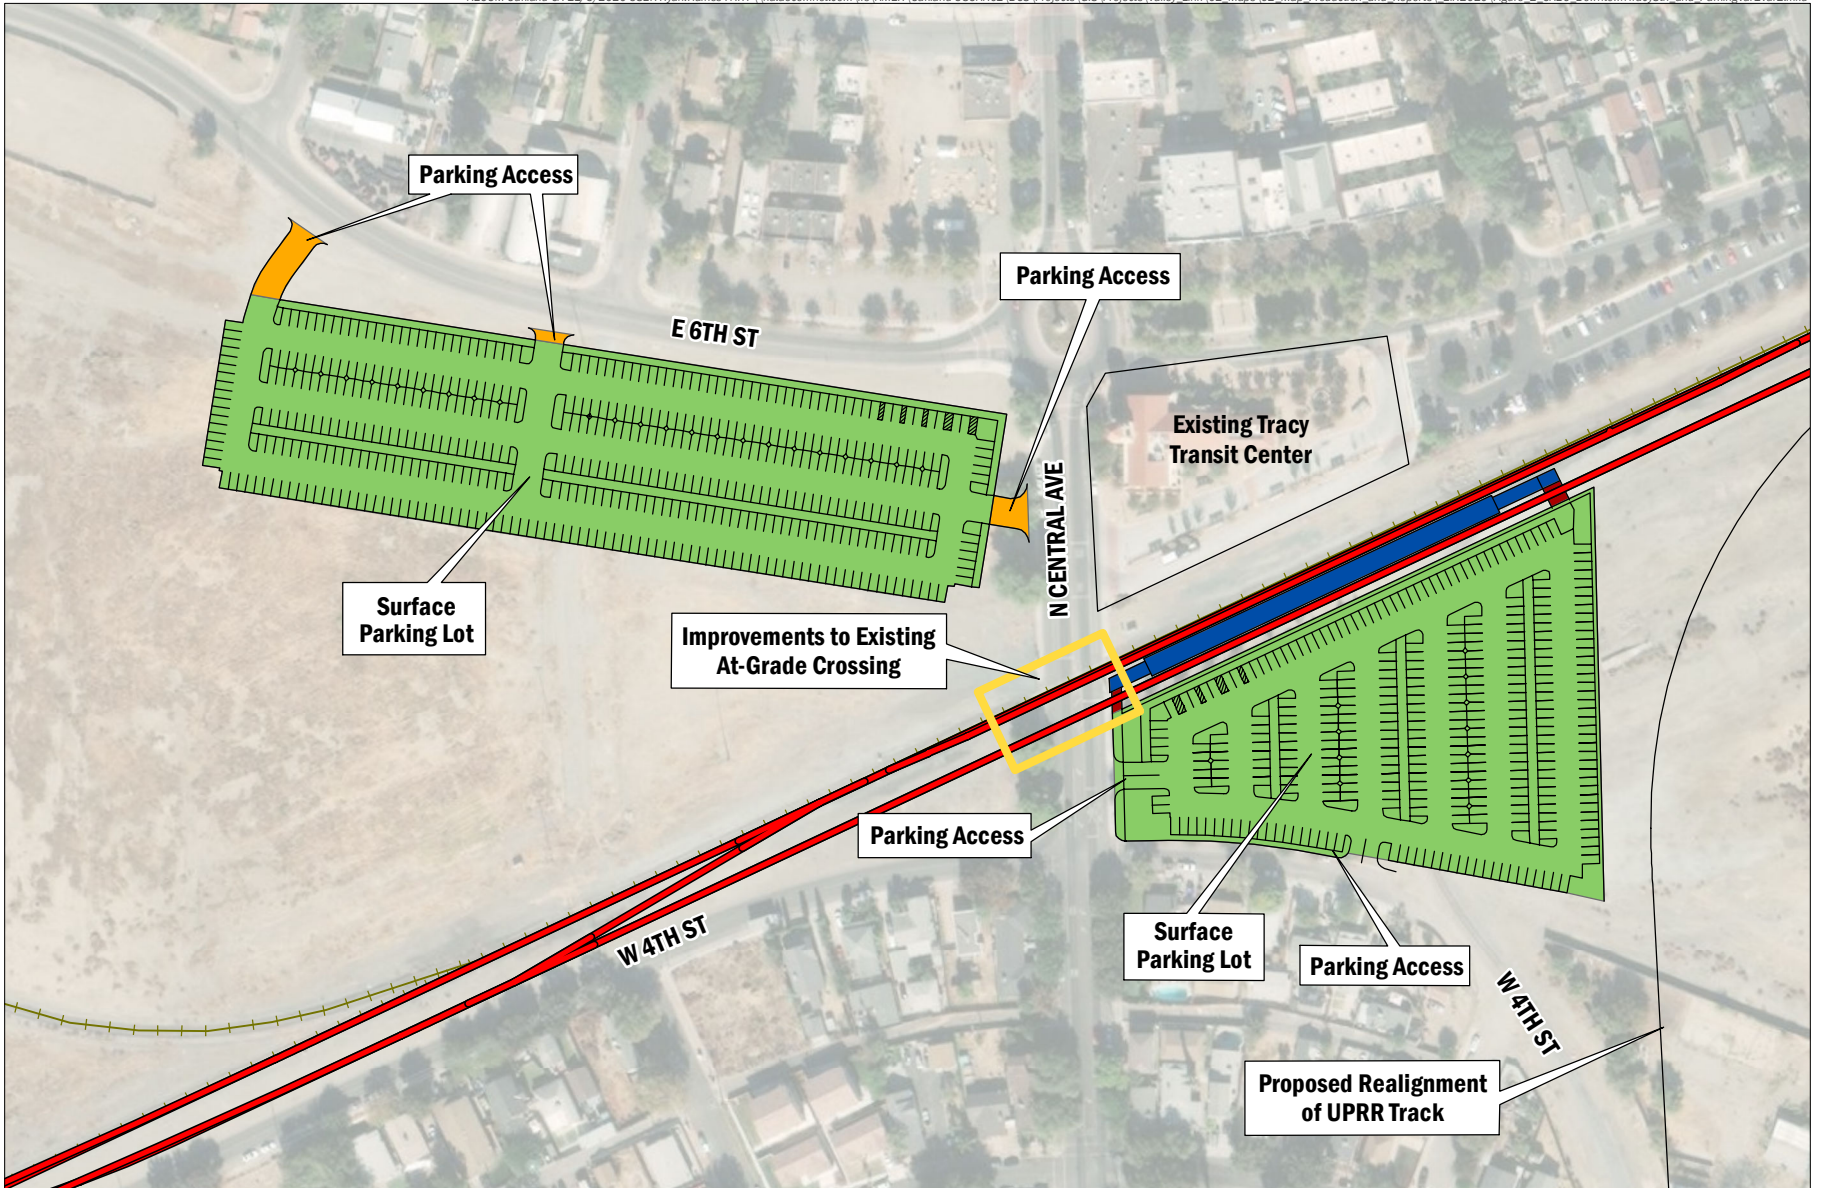 Parking Access
Parking Access
E 6TH ST
Existing Tracy
Transit Center
N CENTRAL AVE
Surface
Parking Lot
Improvements to Existing
At-Grade Crossing
Parking Access
W 4TH ST
Surface
Parking Lot
Parking Access
W 4TH ST
Proposed Realignment
of UPRR Track